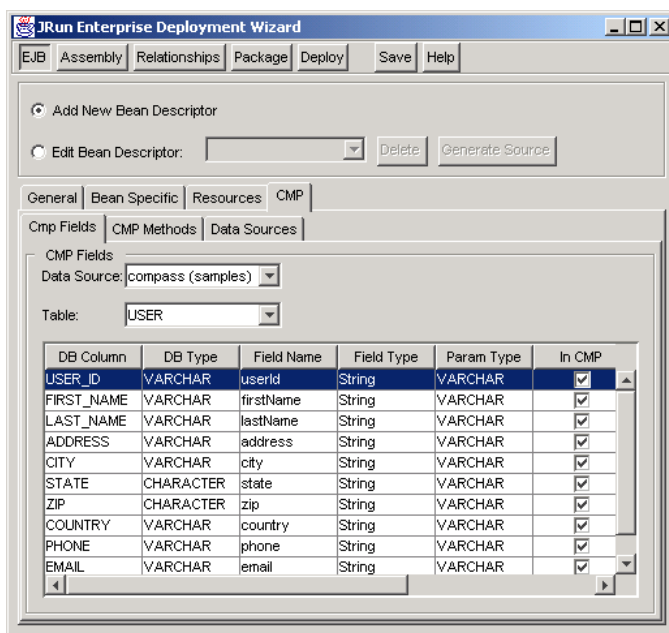 JRun Enterprise Deployment Wizard
EJB Assembly Relationships Package Deploy Save Help
Add New Bean Descriptor
Edit Bean Descriptor: Delete Generate Source
General Bean Specific Resources CMP
Cmp Fields CMP Methods Data Sources
CMP Fields
Data Source: compass (samples)
Table: USER
DB Column DB Type Field Name Field Type Param Type In CMP
USER_ID VARCHAR userId String VARCHAR
FIRST_NAME VARCHAR firstName String VARCHAR
LAST_NAME VARCHAR lastName String VARCHAR
ADDRESS VARCHAR address String VARCHAR
CITY VARCHAR city String VARCHAR
STATE CHARACTER state String VARCHAR
ZIP CHARACTER zip String VARCHAR
COUNTRY VARCHAR country String VARCHAR
PHONE VARCHAR phone String VARCHAR
EMAIL VARCHAR email String VARCHAR